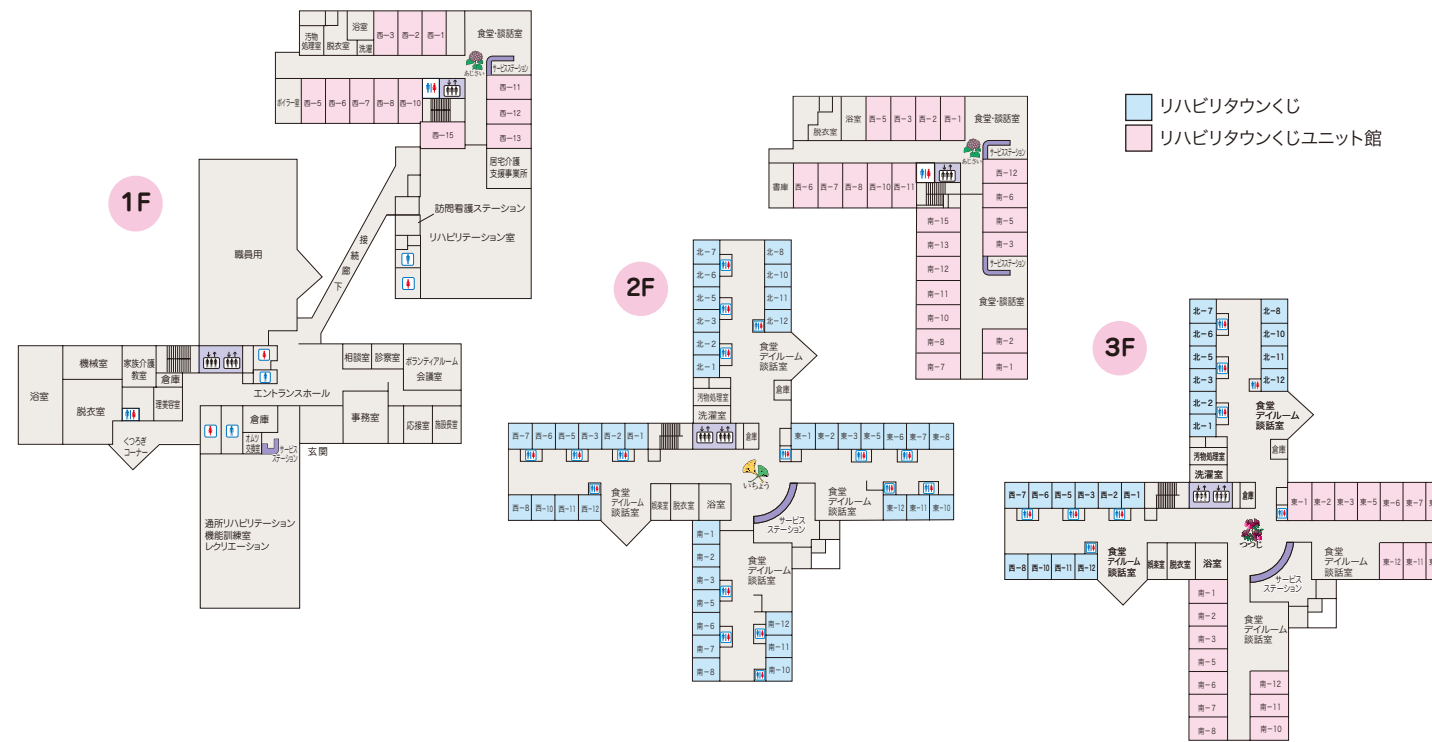 1F
汚物
処理室
脱衣室
浴室
洗濯
西-3
西-2
西-1
食堂・談話室
あじさい
サービスステーション
ボイラー室
西-5
西-6
西-7
西-8
西-10
西-11
西-12
西-13
西-15
居宅介護
支援事業所
訪問看護ステーション
リハビリテーション室
接続廊下
職員用
浴室
機械室
脱衣室
家族介護
教室
倉庫
理美容室
くつろぎ
コーナー
エントランスホール
相談室
診察室
ボランティアルーム
会議室
事務室
応接室
施設長室
倉庫
オムツ
交換室
サービス
ステーション
玄関
通所リハビリテーション
機能訓練室
レクリエーション
2F
脱衣室
浴室
西-5
西-3
西-2
西-1
食堂・談話室
あじさい
サービスステーション
書庫
西-6
西-7
西-8
西-10
西-11
西-12
南-6
南-5
南-3
サービスステーション
食堂・談話室
南-15
南-13
南-12
南-11
南-10
南-8
南-7
南-2
南-1
北-7
北-6
北-5
北-3
北-2
北-1
北-8
北-10
北-11
北-12
食堂
デイルーム
談話室
倉庫
汚物処理室
洗濯室
倉庫
西-7
西-6
西-5
西-3
西-2
西-1
東-1
東-2
東-3
東-5
東-6
東-7
東-8
いちょう
西-8
西-10
西-11
西-12
食堂
デイルーム
談話室
娯楽室
脱衣室
浴室
サービス
ステーション
食堂
デイルーム
談話室
東-12
東-11
東-10
南-1
南-2
南-3
南-5
南-6
南-7
南-8
食堂
デイルーム
談話室
南-12
南-11
南-10
リハビリタウンくじ
リハビリタウンくじユニット館
3F
北-7
北-6
北-5
北-3
北-2
北-1
北-8
北-10
北-11
北-12
食堂
デイルーム
談話室
倉庫
汚物処理室
洗濯室
倉庫
西-7
西-6
西-5
西-3
西-2
西-1
東-1
東-2
東-3
東-5
東-6
つつじ
西-8
西-10
西-11
西-12
食堂
デイルーム
談話室
娯楽室
脱衣室
浴室
サービス
ステーション
食堂
デイルーム
談話室
東-12
東-11
南-1
南-2
南-3
南-5
南-6
南-7
南-8
食堂
デイルーム
談話室
南-12
南-11
南-10